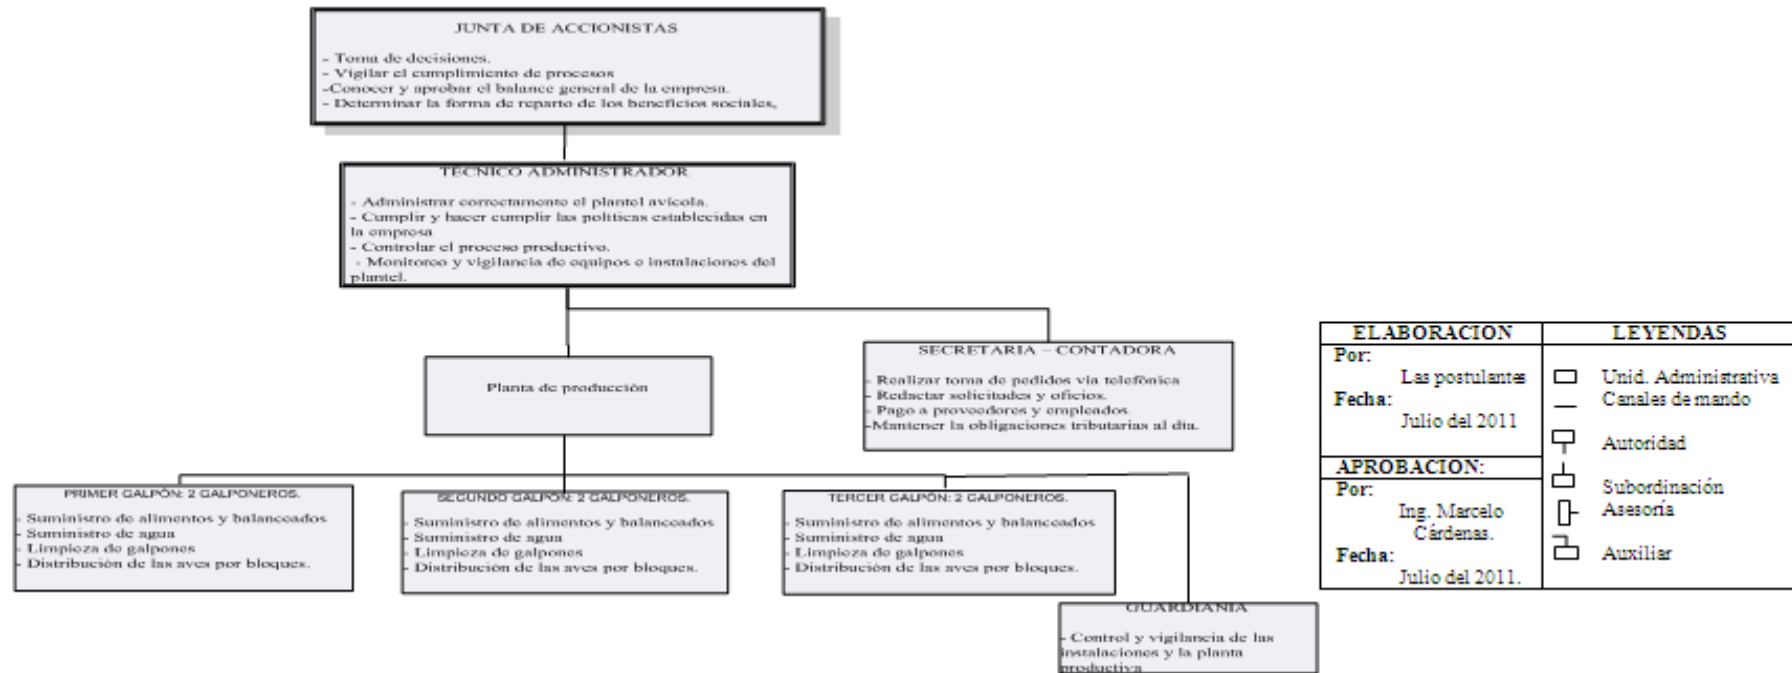 JUNTA DE ACCIONISTAS
- Toma de decisiones.
- Vigilar el cumplimiento de procesos
-Conocer y aprobar el balance general de la empresa.
- Determinar la forma de reparto de los beneficios sociales,
TÉCNICO ADMINISTRADOR
- Administrar correctamente el plantel avícola.
- Cumplir y hacer cumplir las políticas establecidas en
la empresa
- Controlar el proceso productivo.
- Monitoreo y vigilancia de equipos e instalaciones del
plantel.
Planta de producción
SECRETARIA – CONTADORA
- Realizar toma de pedidos vía telefónica
- Redactar solicitudes y oficios.
- Pago a proveedores y empleados.
-Mantener la obligaciones tributarias al día.
PRIMER GALPÓN: 2 GALPONEROS.
- Suministro de alimentos y balanceados
- Suministro de agua
- Limpieza de galpones
- Distribución de las aves por bloques.
SEGUNDO GALPÓN: 2 GALPONEROS.
- Suministro de alimentos y balanceados
- Suministro de agua
- Limpieza de galpones
- Distribución de las aves por bloques.
TERCER GALPÓN: 2 GALPONEROS.
- Suministro de alimentos y balanceados
- Suministro de agua
- Limpieza de galpones
- Distribución de las aves por bloques.
GUARDIANIA
- Control y vigilancia de las
instalaciones y la planta
productiva
ELABORACION
Por:
Las postulantes
Fecha:
Julio del 2011
APROBACION:
Por:
Ing. Marcelo
Cárdenas.
Fecha:
Julio del 2011.
LEYENDAS
Unid. Administrativa
Canales de mando
Autoridad
Subordinación
Asesoría
Auxiliar